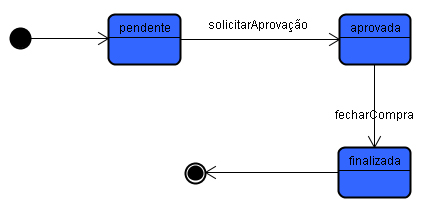 pendente
solicitarAprovação
aprovada
fecharCompra
finalizada